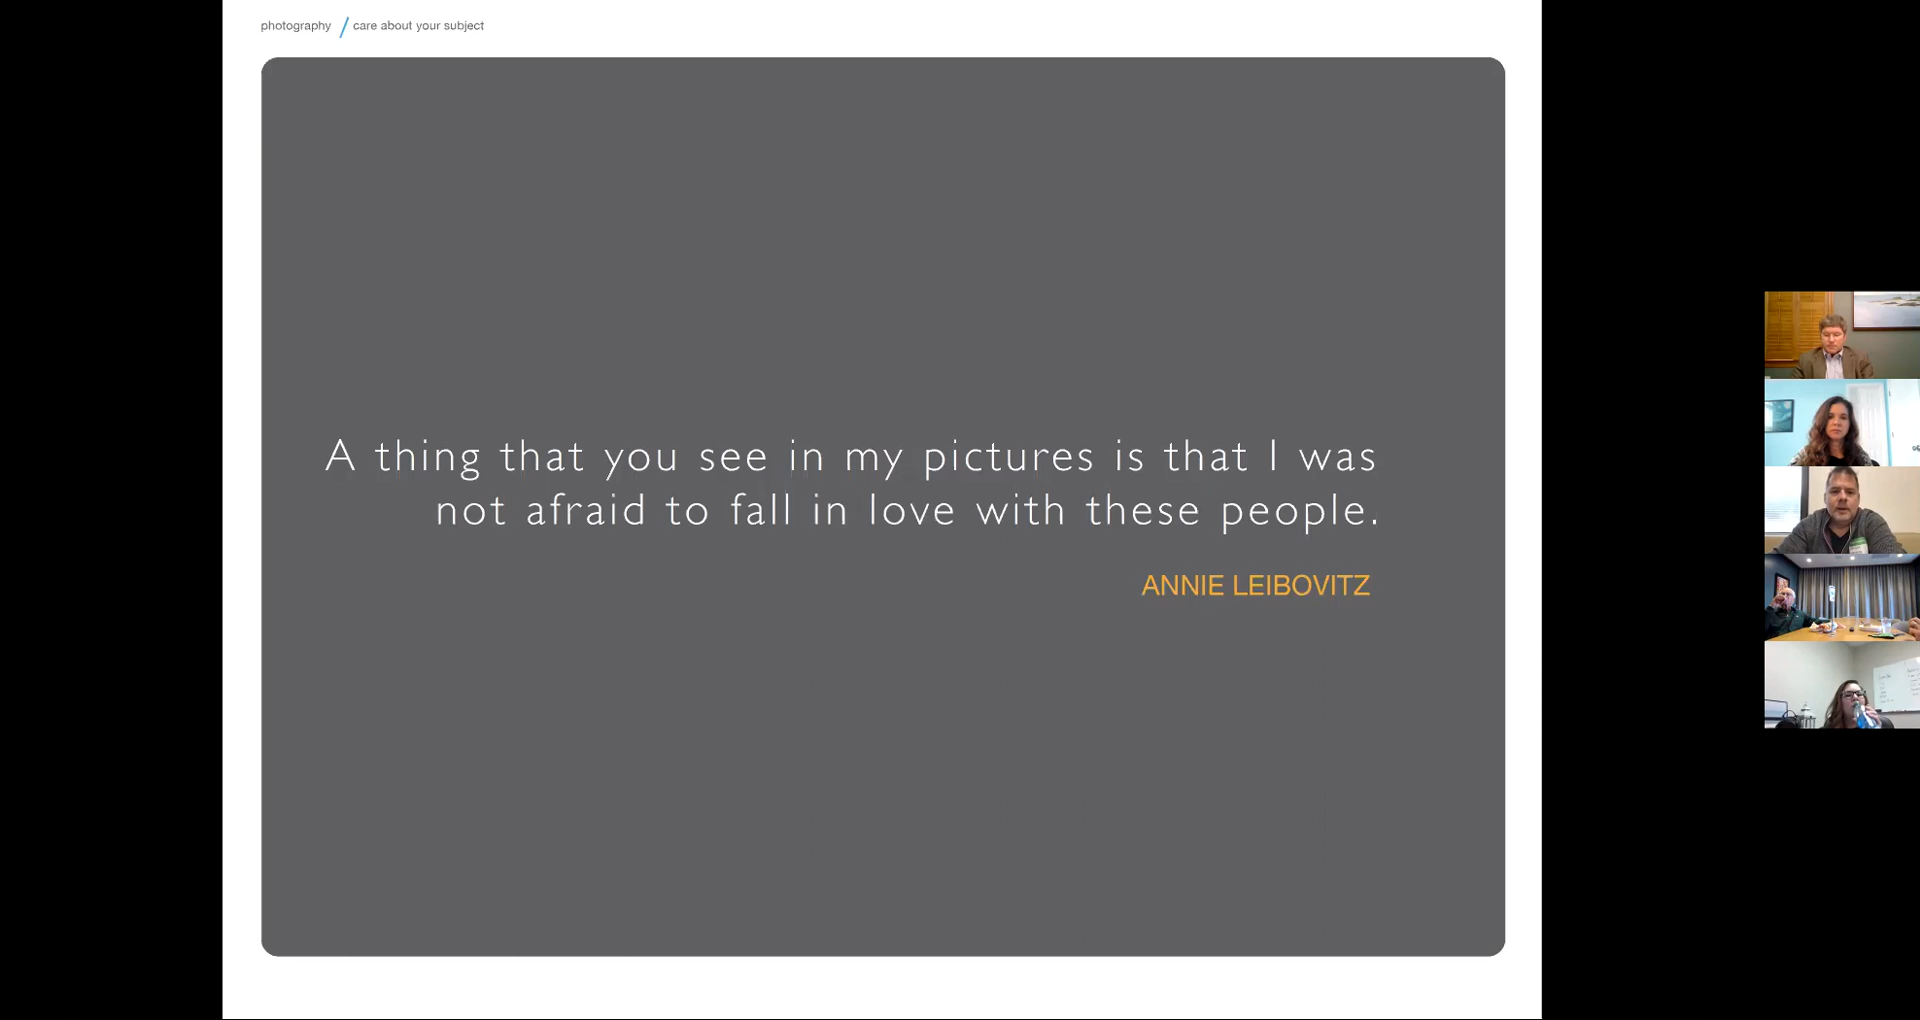 photography / care about your subject
A thing that you see in my pictures is that I was
not afraid to fall in love with these people.
ANNIE LEIBOVITZ